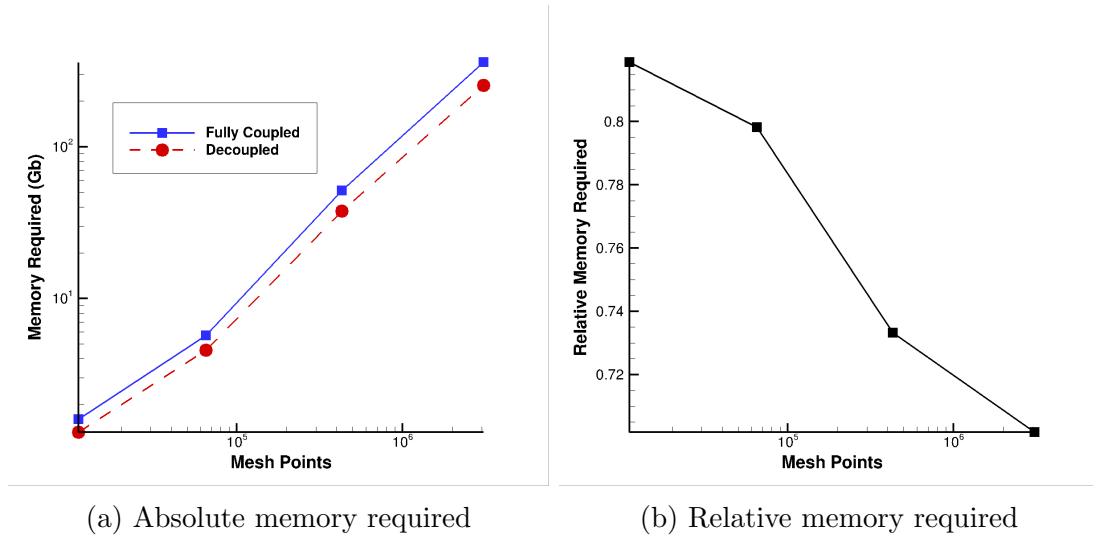 Memory Required (Gb)
10²
10¹
Fully Coupled
Decoupled
10⁵
10⁶
Mesh Points
(a) Absolute memory required
Relative Memory Required
0.8
0.78
0.76
0.74
0.72
10⁵
10⁶
Mesh Points
(b) Relative memory required